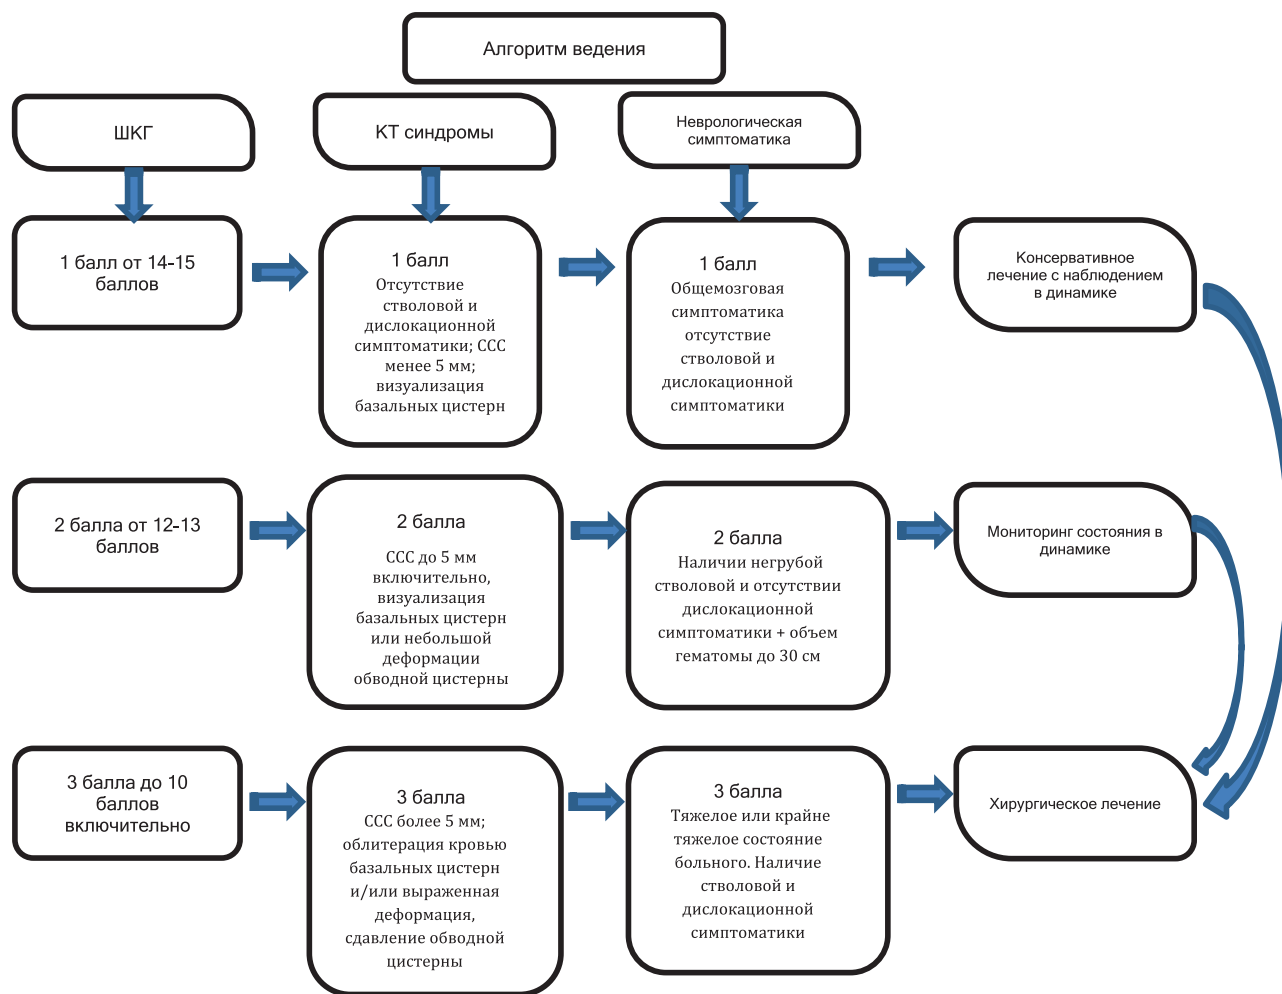 Алгоритм ведения
ШКГ
КТ синдромы
Неврологическая
симптоматика
1 балл от 14-15
баллов
1 балл
Отсутствие
стволовой и
дислокационной
симптоматики; ССС
менее 5 мм;
визуализация
базальных цистерн
1 балл
Общемозговая
симптоматика
отсутствие
стволовой и
дислокационной
симптоматики
Консервативное
лечение с наблюдением
в динамике
2 балла от 12-13
баллов
2 балла
ССС до 5 мм
включительно,
визуализация
базальных цистерн
или небольшой
деформации
обводной цистерны
2 балла
Наличии негрубой
стволовой и отсутствии
дислокационной
симптоматики + объем
гематомы до 30 см
Мониторинг состояния в
динамике
3 балла до 10
баллов
включительно
3 балла
ССС более 5 мм;
облитерация кровью
базальных цистерн
и/или выраженная
деформация,
сдавление обводной
цистерны
3 балла
Тяжелое или крайне
тяжелое состояние
больного. Наличие
стволовой и
дислокационной
симптоматики
Хирургическое лечение